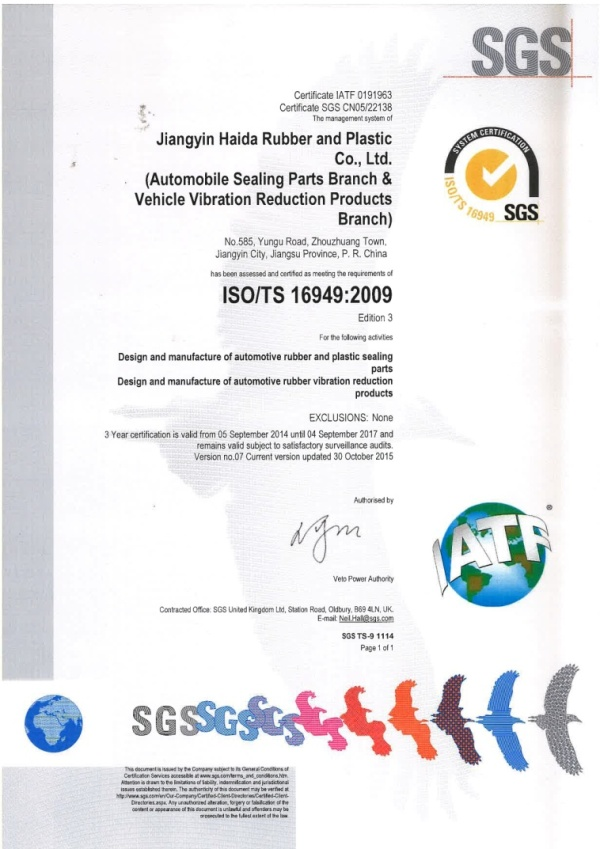 SGS
Certificate IATF 0191963
Certificate SGS CN05/22138
The management system of
Jiangyin Haida Rubber and Plastic
Co., Ltd.
(Automobile Sealing Parts Branch &
Vehicle Vibration Reduction Products
Branch)
SYSTEM CERTIFICATION
ISO/TS 16949
SGS
No.585, Yungu Road, Zhouzhuang Town,
Jiangyin City, Jiangsu Province, P. R. China
has been assessed and certified as meeting the requirements of
ISO/TS 16949:2009
Edition 3
For the following activities
Design and manufacture of automotive rubber and plastic sealing
parts
Design and manufacture of automotive rubber vibration reduction
products
EXCLUSIONS: None
3 Year certification is valid from 05 September 2014 until 04 September 2017 and
remains valid subject to satisfactory surveillance audits.
Version no.07 Current version updated 30 October 2015
Authorised by
IATF
®
Veto Power Authority
Contracted Office: SGS United Kingdom Ltd, Station Road, Oldbury, B69 4LN, UK.
E-mail: Neil.Hall@sgs.com
SGS TS-9 1114
Page 1 of 1
SGSSGSSGS
This document is issued by the Company subject to its General Conditions of
Certification Services accessible at www.sgs.com/terms_and_conditions.htm.
Attention is drawn to the limitations of liability, indemnification and jurisdictional
issues established therein. The authenticity of this document may be verified at
http://www.sgs.com/en/Our-Company/Certified-Client-Directories/Certified-Client-
Directories.aspx. Any unauthorized alteration, forgery or falsification of the
content or appearance of this document is unlawful and offenders may be
prosecuted to the fullest extent of the law.